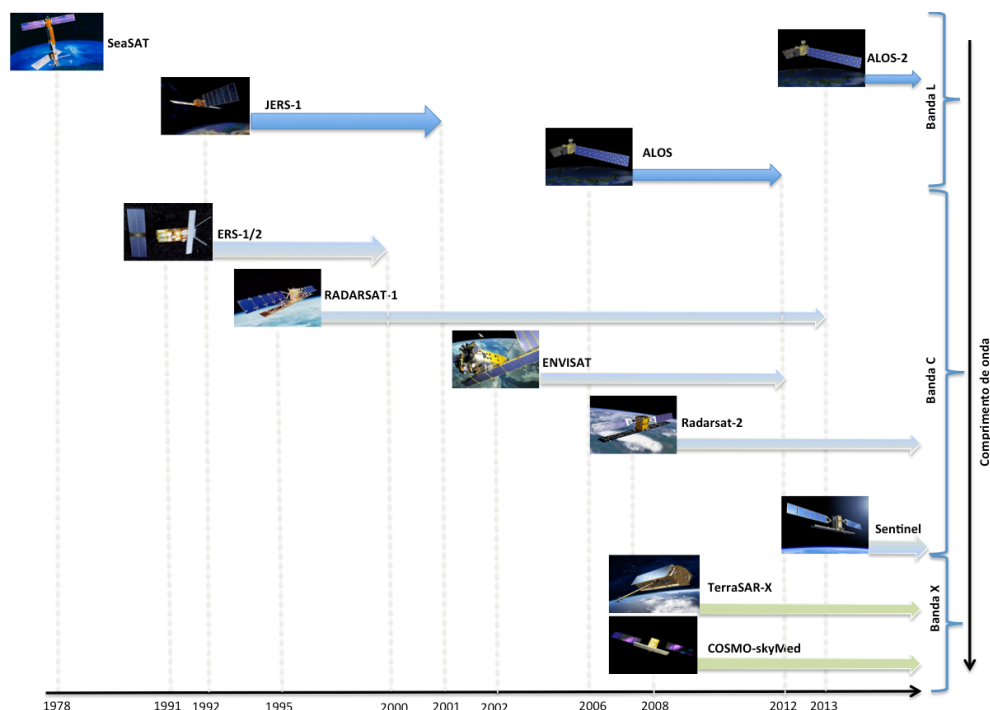 SeaSAT
ALOS-2
JERS-1
ALOS
Banda L
ERS-1/2
RADARSAT-1
ENVISAT
Radarsat-2
Banda C
Comprimento de onda
Sentinel
TerraSAR-X
COSMO-skyMed
Banda X
1978 1991 1992 1995 2000 2001 2002 2006 2008 2012 2013